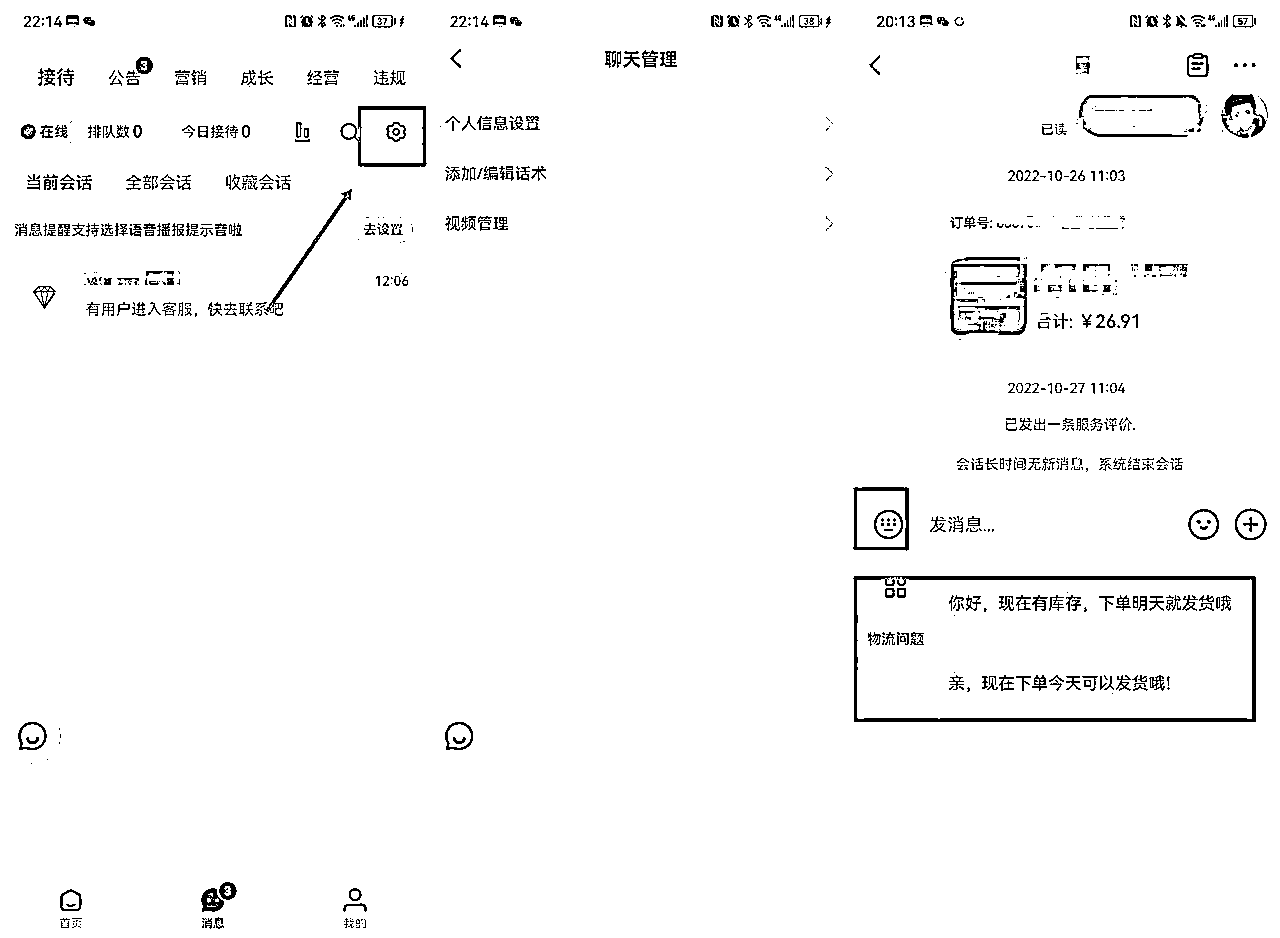 22:14
37
接待
公告
3
营销
成长
经营
违规
在线
排队数 0
今日接待 0
当前会话
全部会话
收藏会话
消息提醒支持选择语音播报提示音啦
去设置
12:06
有用户进入客服，快去联系吧
首页
消息
3
我的
22:14
38
聊天管理
个人信息设置
添加/编辑话术
视频管理
20:13
57
已读
2022-10-26 11:03
订单号:
合计: ￥26.91
2022-10-27 11:04
已发出一条服务评价.
会话长时间无新消息，系统结束会话
发消息...
你好，现在有库存，下单明天就发货哦
物流问题
亲，现在下单今天可以发货哦!